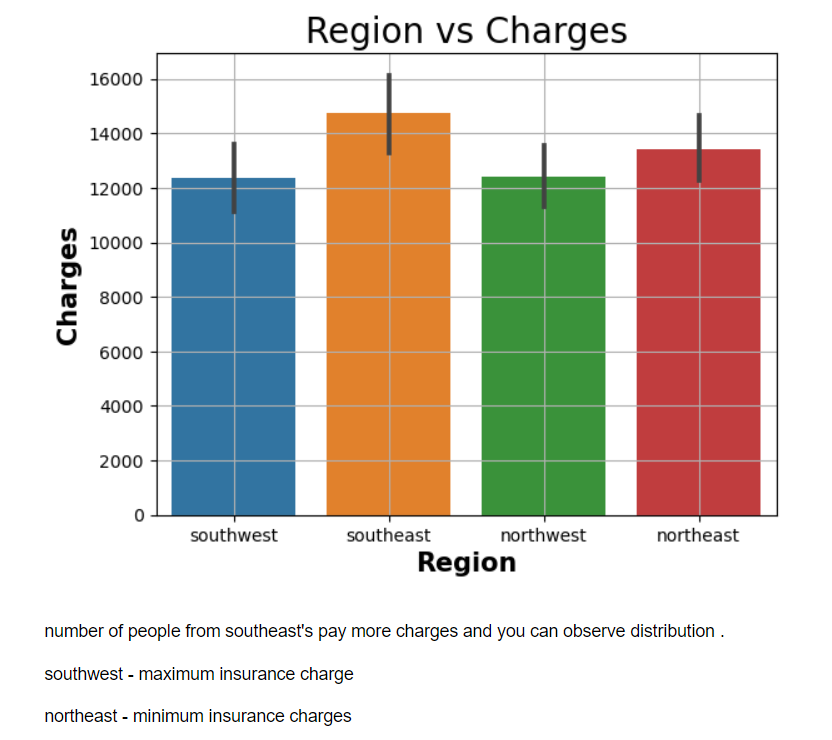 Region vs Charges
16000
14000
12000
10000
8000
6000
4000
2000
0
Charges
southwest southeast northwest northeast
Region
number of people from southeast's pay more charges and you can observe distribution .
southwest - maximum insurance charge
northeast - minimum insurance charges